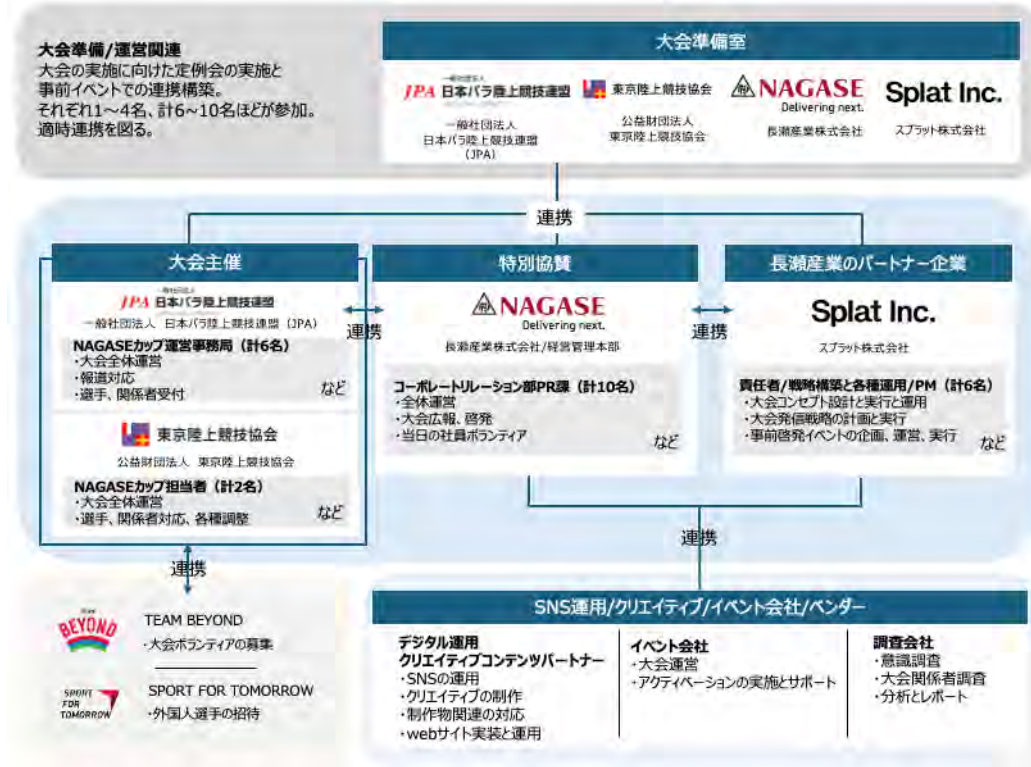 大会準備/運営関連
大会の実施に向けた定例会の実施と
事前イベントでの連携構築。
それぞれ1～4名、計6~10名ほどが参加。
適時連携を図る。
大会準備室
一般社団法人
JPA 日本パラ陸上競技連盟
一般社団法人
日本パラ陸上競技連盟
(JPA)
東京陸上競技協会
公益財団法人
東京陸上競技協会
NAGASE
Delivering next.
長瀬産業株式会社
Splat Inc.
スプラット株式会社
連携
大会主催
一般社団法人
JPA 日本パラ陸上競技連盟
一般社団法人 日本パラ陸上競技連盟（JPA）
NAGASEカップ運営事務局（計6名）
・大会全体運営
・報道対応
・選手、関係者受付
など
東京陸上競技協会
公益財団法人 東京陸上競技協会
NAGASEカップ担当者（計2名）
・大会全体運営
・選手、関係者対応、各種調整
など
連携
特別協賛
NAGASE
Delivering next.
長瀬産業株式会社/経営管理本部
コーポレートリレーション部PR課（計10名）
・全体運営
・大会広報、啓発
・当日の社員ボランティア
など
連携
長瀬産業のパートナー企業
Splat Inc.
スプラット株式会社
責任者/戦略構築と各種運用/PM（計6名）
・大会コンセプト設計と実行と運用
・大会発信戦略の計画と実行
・事前啓発イベントの企画、運営、実行
など
連携
連携
TEAM
BEYOND
TEAM BEYOND
・大会ボランティアの募集
SPORT
FOR
TOMORROW
SPORT FOR TOMORROW
・外国人選手の招待
SNS運用/クリエイティブ/イベント会社/ベンダー
デジタル運用
クリエイティブコンテンツパートナー
・SNSの運用
・クリエイティブの制作
・制作物関連の対応
・webサイト実装と運用
イベント会社
・大会運営
・アクティベーションの実施とサポート
調査会社
・意識調査
・大会関係者調査
・分析とレポート